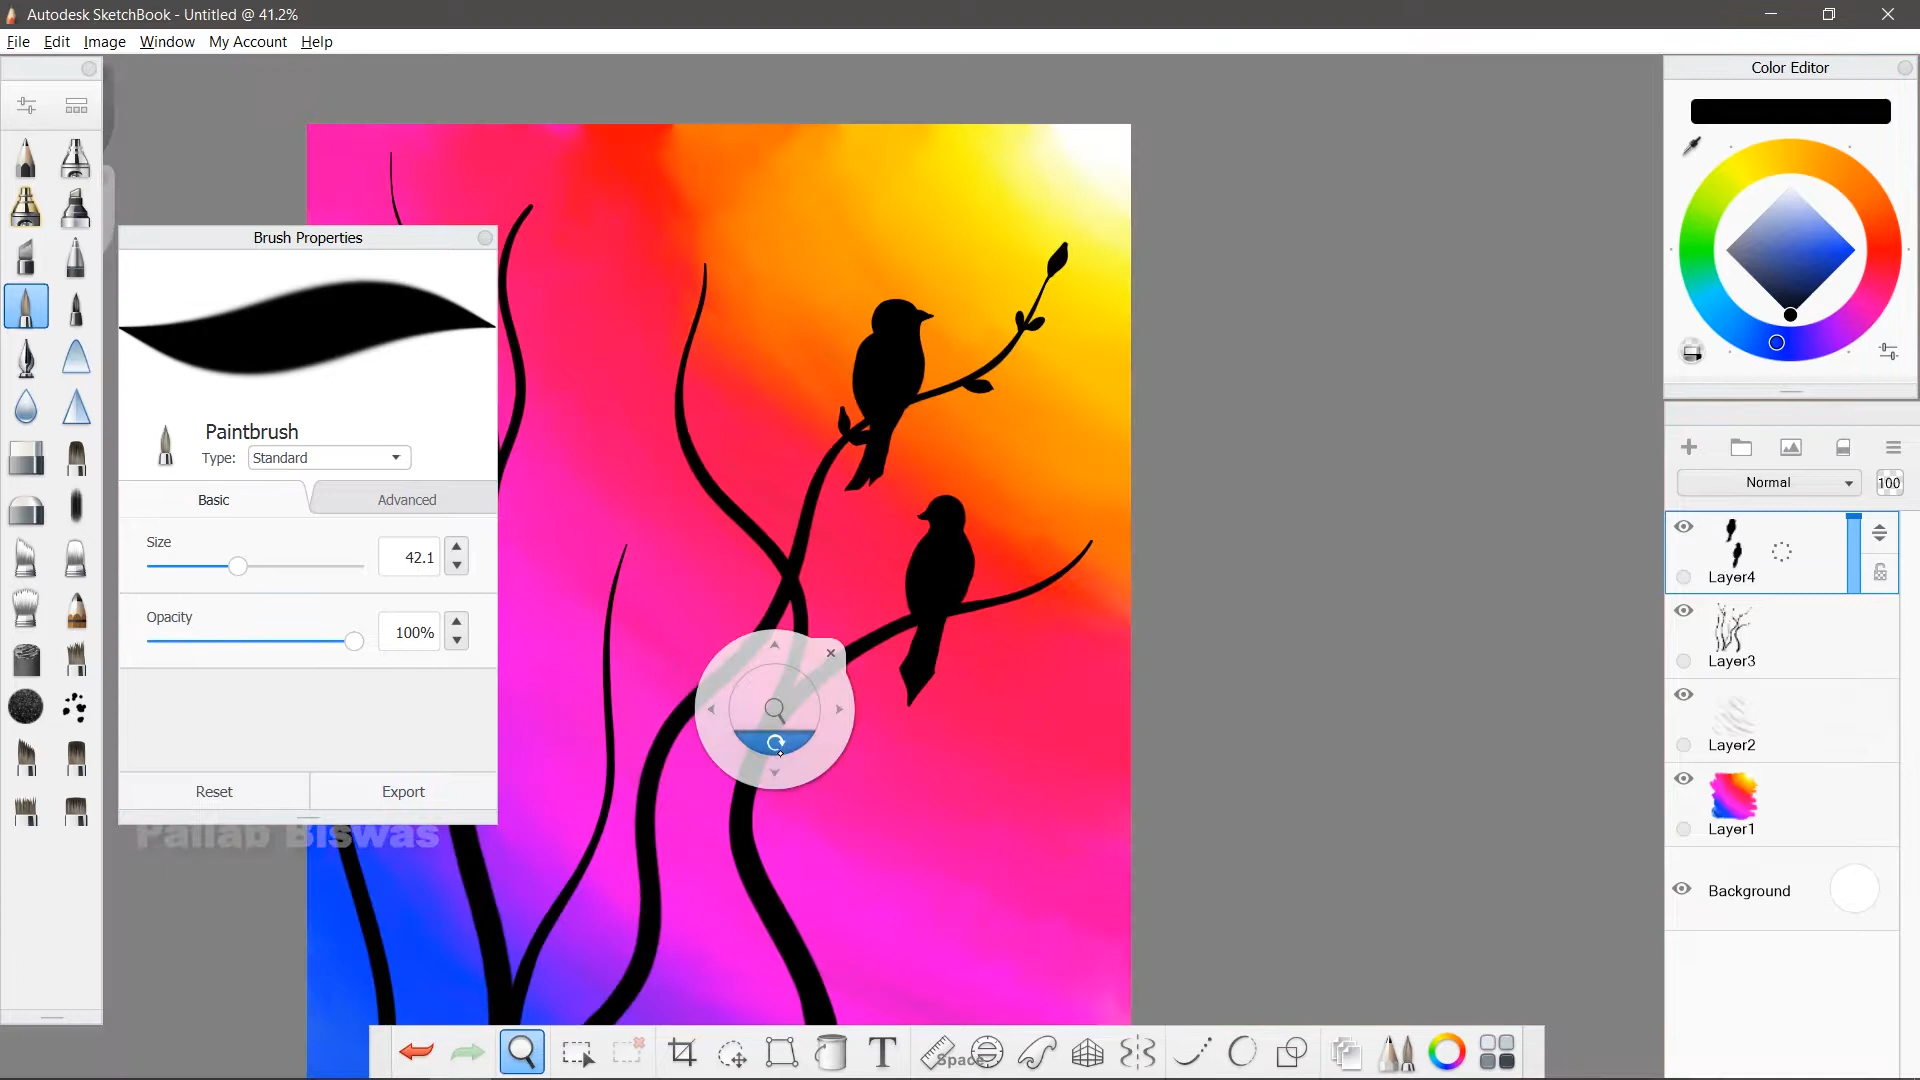 Autodesk SketchBook - Untitled @ 41.2%
File Edit Image Window My Account Help
Color Editor
Brush Properties
Paintbrush
Type: Standard
Basic Advanced
Size
42.1
Opacity
100%
Reset Export
Pallab Biswas
Normal 100
Layer4
Layer3
Layer2
Layer1
Background
T
Space